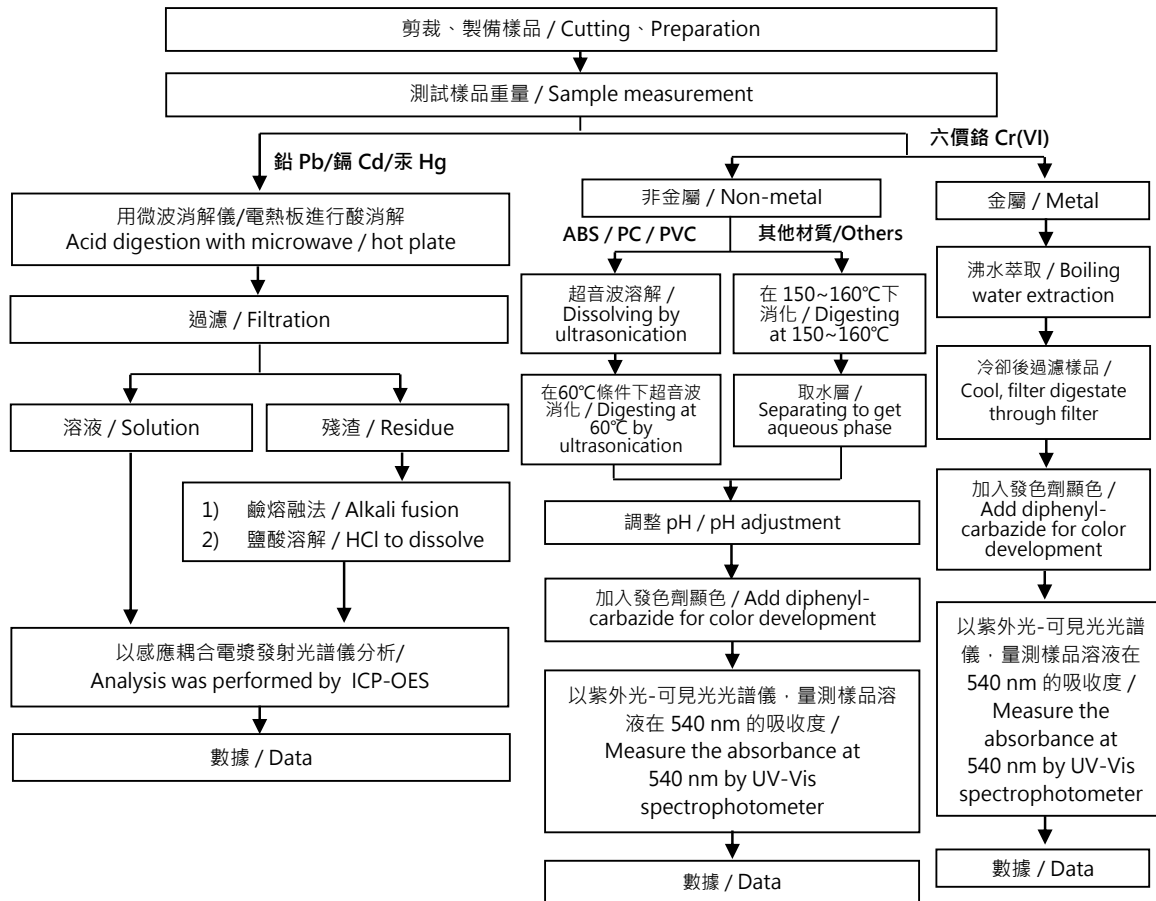 剪裁、製備樣品 / Cutting、Preparation
測試樣品重量 / Sample measurement
鉛 Pb/鎘 Cd/汞 Hg
六價鉻 Cr(VI)
用微波消解儀/電熱板進行酸消解
Acid digestion with microwave / hot plate
過濾 / Filtration
溶液 / Solution
殘渣 / Residue
1) 鹼熔融法 / Alkali fusion
2) 鹽酸溶解 / HCl to dissolve
以感應耦合電漿發射光譜儀分析/
Analysis was performed by ICP-OES
數據 / Data
非金屬 / Non-metal
ABS / PC / PVC
其他材質/Others
超音波溶解 /
Dissolving by
ultrasonication
在60℃條件下超音波
消化 / Digesting at
60℃ by
ultrasonication
在 150~160℃下
消化 / Digesting
at 150~160℃
取水層 /
Separating to get
aqueous phase
調整 pH / pH adjustment
加入發色劑顯色 / Add diphenyl-
carbazide for color development
以紫外光-可見光光譜儀，量測樣品溶
液在 540 nm 的吸收度 /
Measure the absorbance at
540 nm by UV-Vis
spectrophotometer
數據 / Data
金屬 / Metal
沸水萃取 / Boiling
water extraction
冷卻後過濾樣品 /
Cool, filter digestate
through filter
加入發色劑顯色 /
Add diphenyl-
carbazide for color
development
以紫外光-可見光光譜
儀，量測樣品溶液在
540 nm 的吸收度 /
Measure the
absorbance at
540 nm by UV-Vis
spectrophotometer
數據 / Data